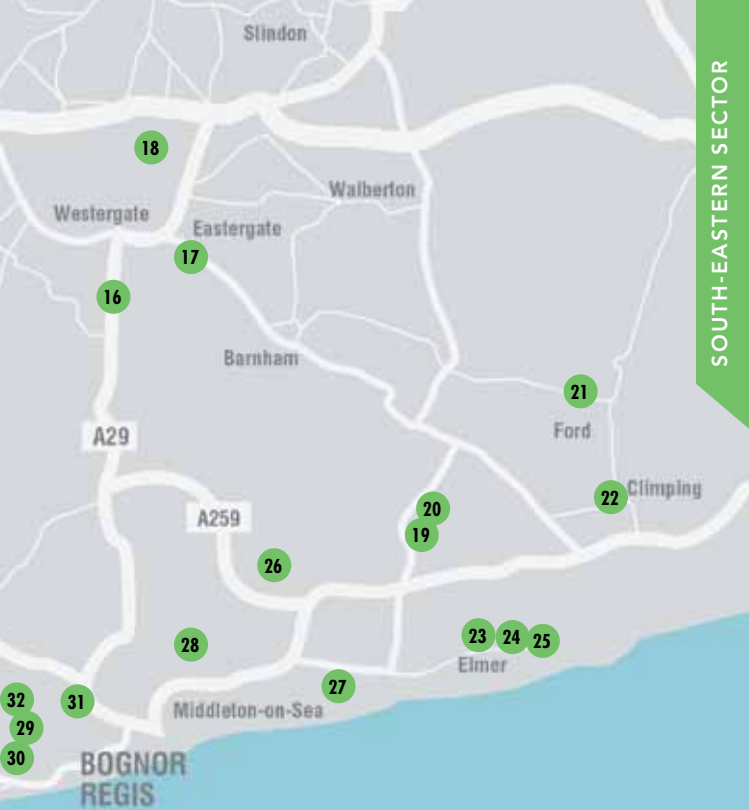 Slindon
SOUTH-EASTERN SECTOR
18
Walberton
Westergate
Eastergate
17
16
Barnham
21
A29
Ford
22 Climping
20
A259
19
26
23 24 25
28
Elmer
27
32
31
Middleton-on-Sea
29
30
BOGNOR
REGIS